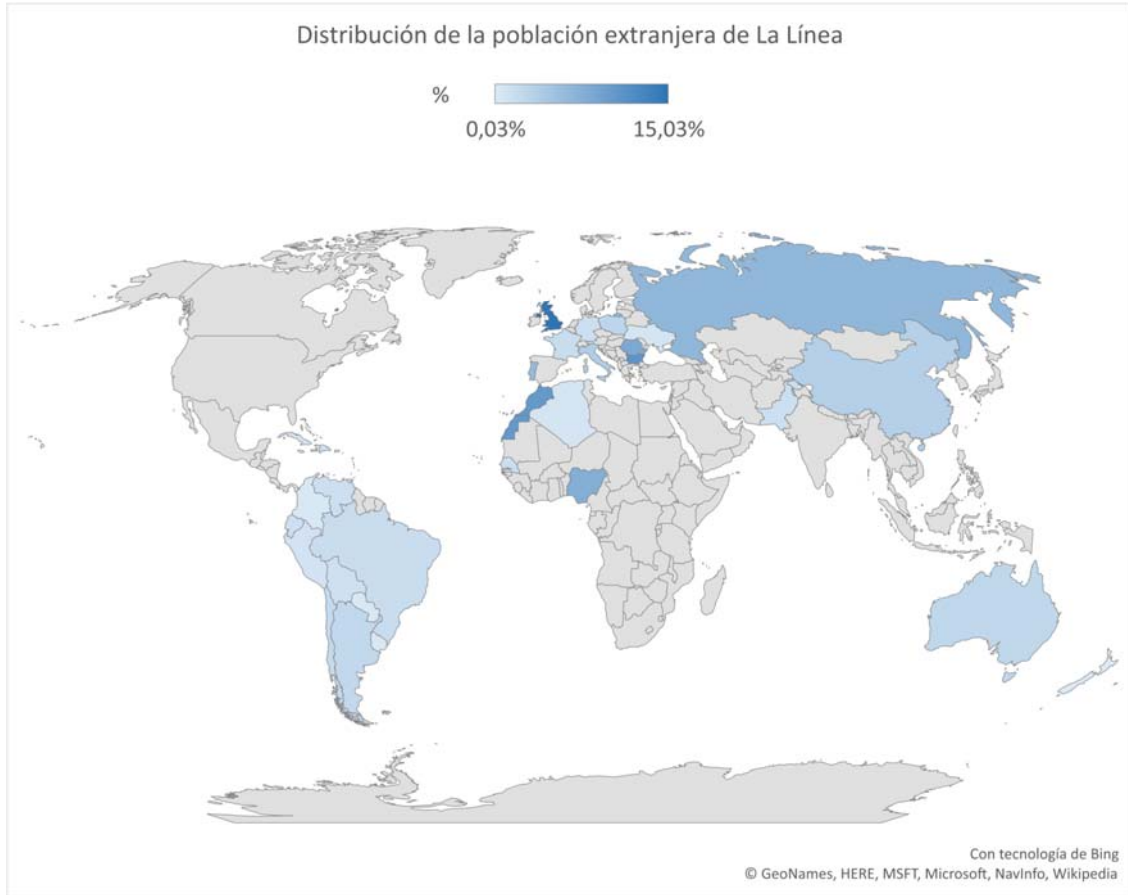 Distribución de la población extranjera de La Línea
%
0,03% 15,03%
Con tecnología de Bing
© GeoNames, HERE, MSFT, Microsoft, NavInfo, Wikipedia